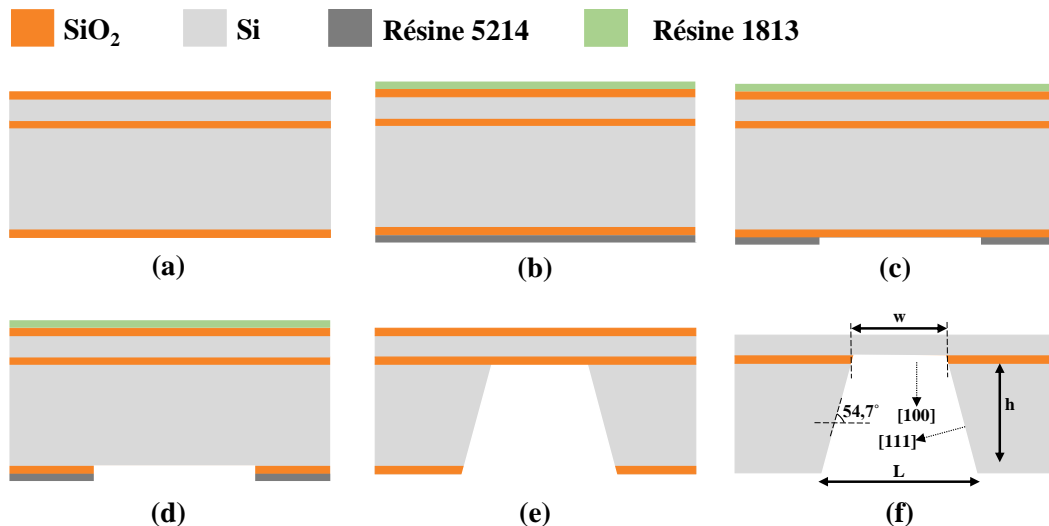 SiO₂ Si Résine 5214 Résine 1813
(a) (b) (c)
w
h
54,7°
[100]
[111]
L
(d) (e) (f)